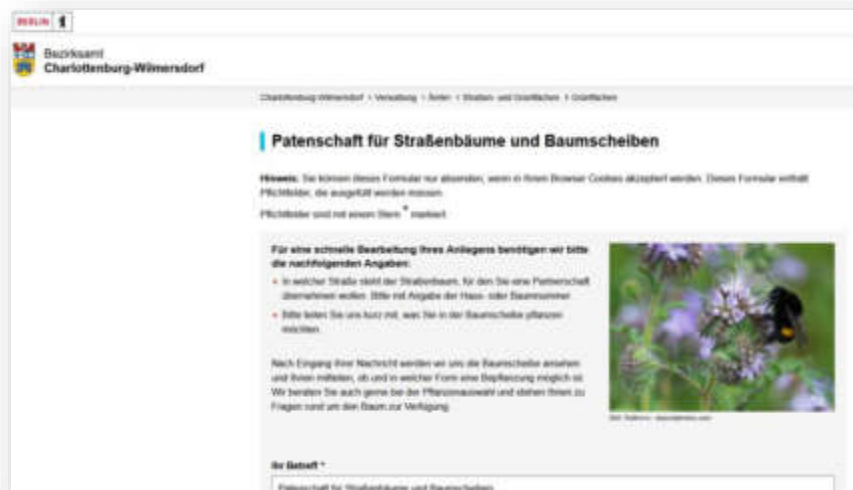 BERLIN
Bezirksamt
Charlottenburg-Wilmersdorf
Charlottenburg-Wilmersdorf > Verwaltung > Ämter > Straßen- und Grünflächen > Grünflächen
Patenschaft für Straßenbäume und Baumscheiben
Hinweis: Sie können dieses Formular nur absenden, wenn in Ihrem Browser Cookies akzeptiert werden. Dieses Formular enthält
Pflichtfelder, die ausgefüllt werden müssen.
Pflichtfelder sind mit einem Stern * markiert.
Für eine schnelle Bearbeitung Ihres Anliegens benötigen wir bitte
die nachfolgenden Angaben:
• In welcher Straße steht der Straßenbaum, für den Sie eine Partnerschaft
übernehmen wollen. Bitte mit Angabe der Haus- oder Baumnummer
• Bitte teilen Sie uns kurz mit, was Sie in der Baumscheibe pflanzen
möchten.
Nach Eingang Ihrer Nachricht werden wir uns die Baumscheibe ansehen
und Ihnen mitteilen, ob und in welcher Form eine Bepflanzung möglich ist.
Wir beraten Sie auch gerne bei der Pflanzenauswahl und stehen Ihnen zu
Fragen rund um den Baum zur Verfügung.
Ihr Betreff *
Patenschaft für Straßenbäume und Baumscheiben